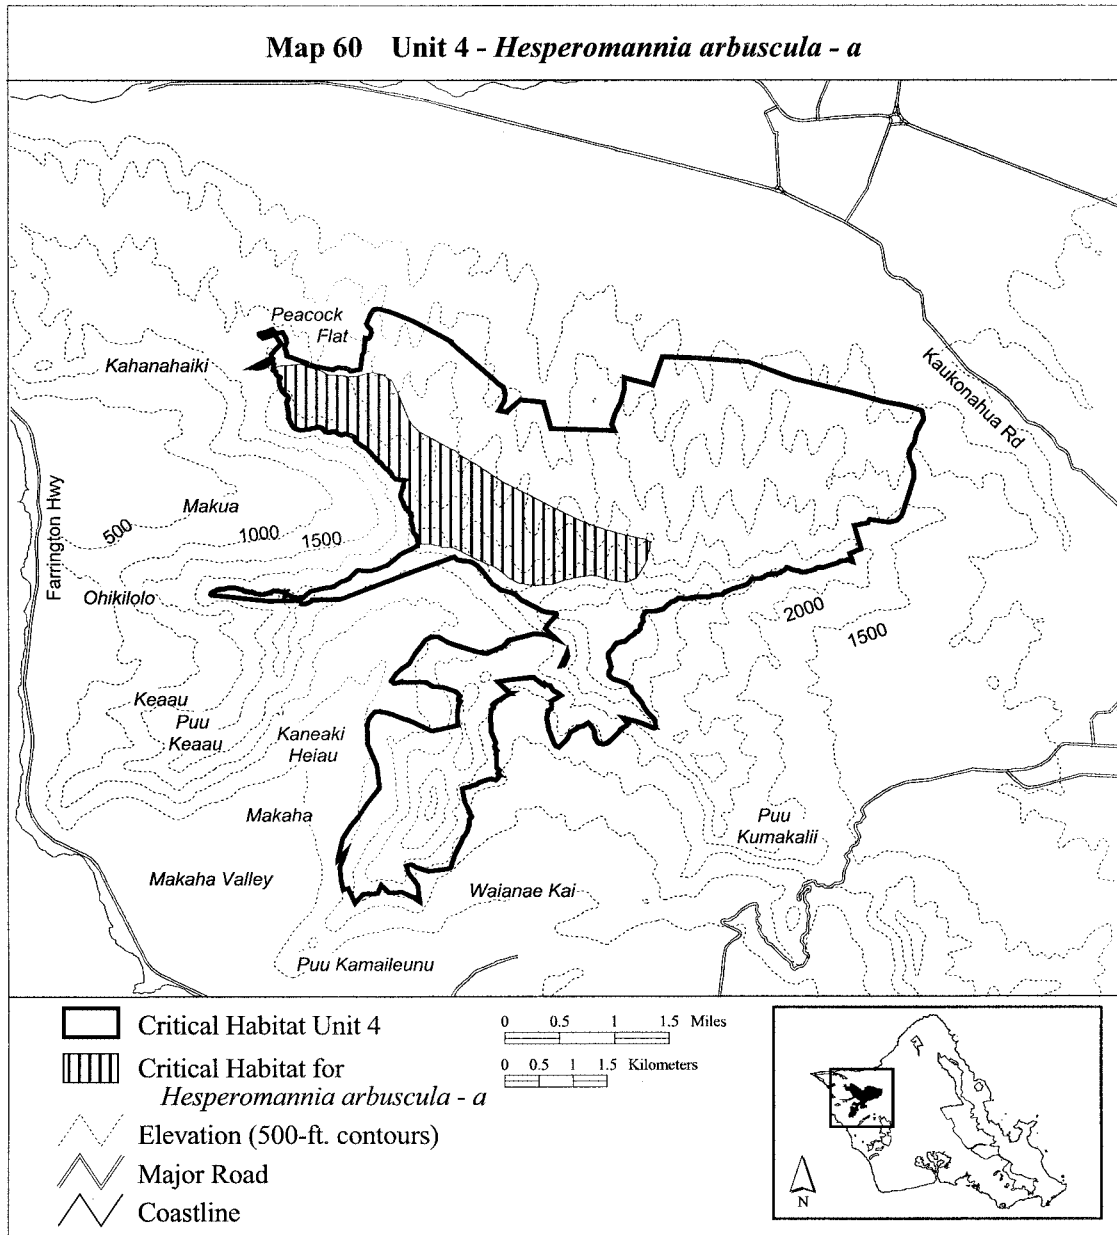 Map 60 Unit 4 - Hesperomannia arbuscula - a
Peacock
Flat
Kahanahaiki
Kaukonahua Rd
Farrington Hwy
Makua
500
1000
1500
Ohikilolo
2000
1500
Keaau
Puu
Keaau
Kaneaki
Heiau
Makaha
Puu
Kumakalii
Makaha Valley
Waianae Kai
Puu Kamaileunu
Critical Habitat Unit 4
Critical Habitat for
Hesperomannia arbuscula - a
Elevation (500-ft. contours)
Major Road
Coastline
0 0.5 1 1.5 Miles
0 0.5 1 1.5 Kilometers
N